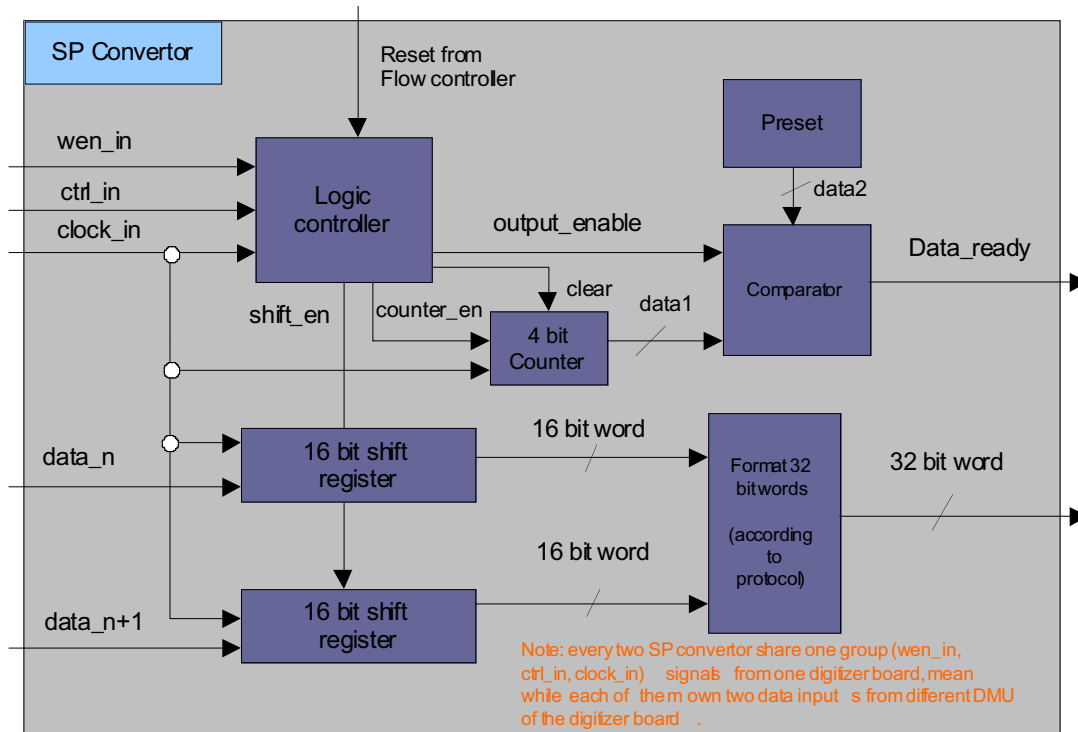 SP Convertor
Reset from
Flow controller
wen_in
ctrl_in
clock_in
Logic
controller
Preset
data2
output_enable
Data_ready
Comparator
clear
data1
shift_en
counter_en
4 bit
Counter
data_n
16 bit shift
register
16 bit word
Format 32
bit words
(according
to
protocol)
32 bit word
16 bit word
data_n+1
16 bit shift
register
Note: every two SP convertor share one group (wen_in,
ctrl_in, clock_in) signals from one digitizer board, mean
while each of them own two data input s from different DMU
of the digitizer board .